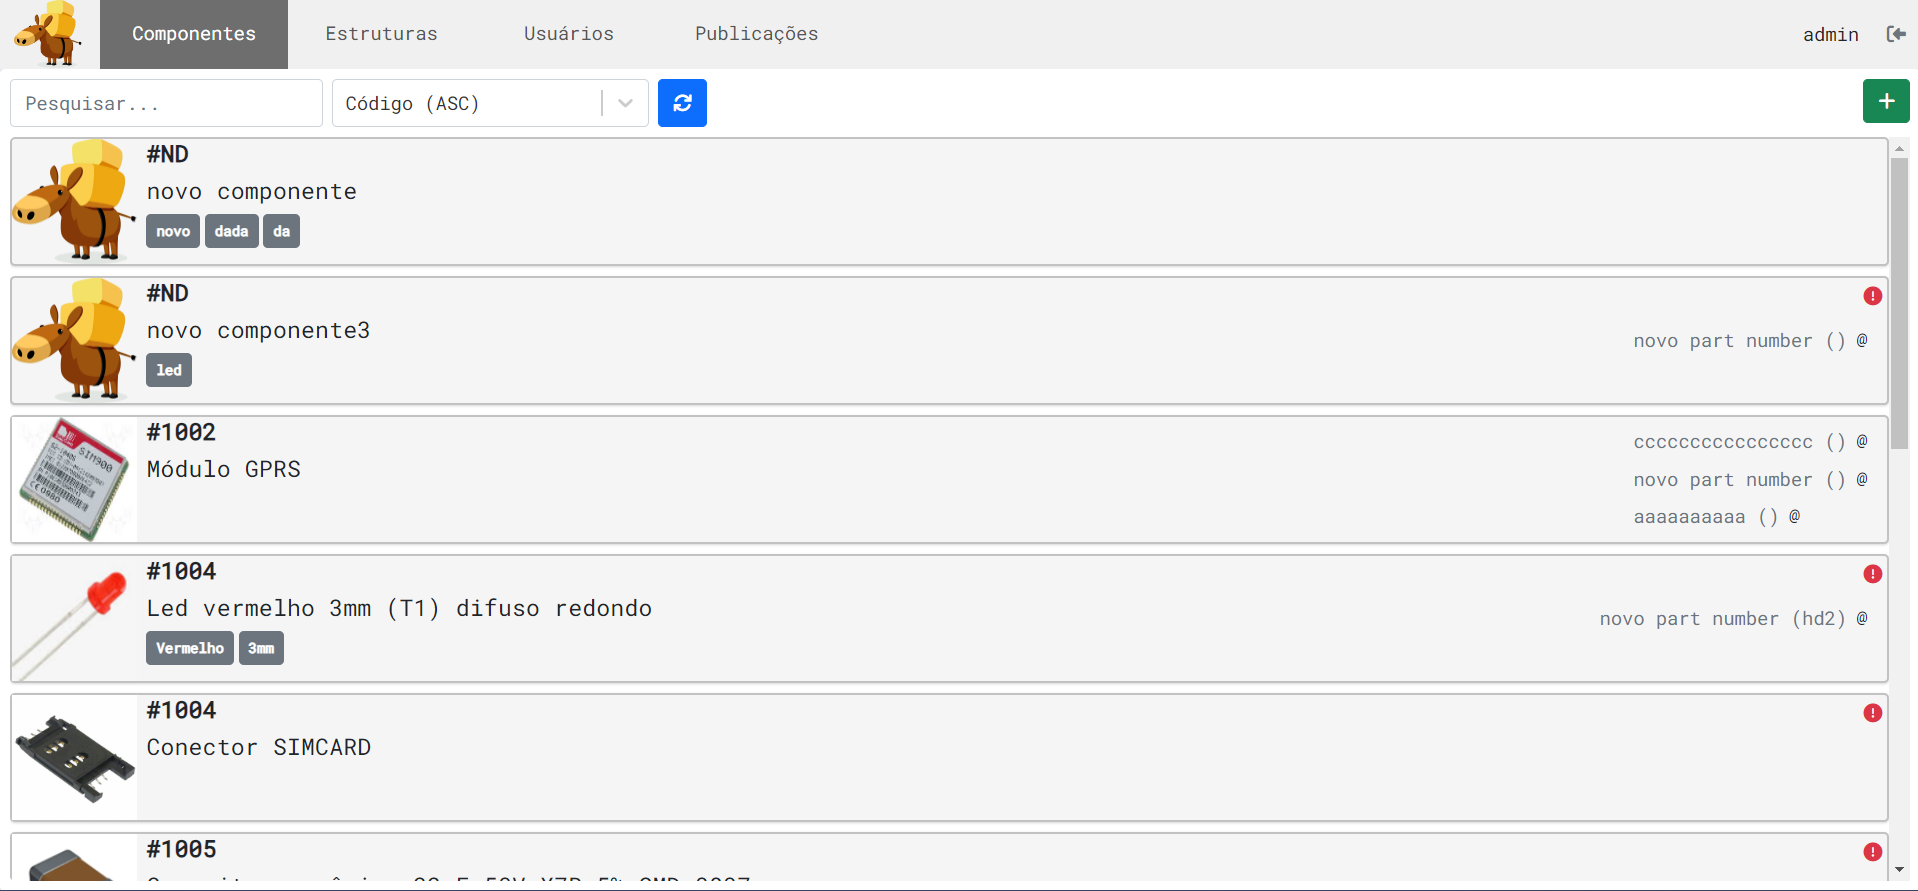 Componentes Estruturas Usuários Publicações admin
Pesquisar... Código (ASC)
#ND
novo componente
novo dada da
#ND
novo componente3
novo part number () @
led
SIM900
#1002
Módulo GPRS
cccccccccccccccc () @
novo part number () @
aaaaaaaaaa () @
#1004
Led vermelho 3mm (T1) difuso redondo
novo part number (hd2) @
Vermelho 3mm
#1004
Conector SIMCARD
#1005